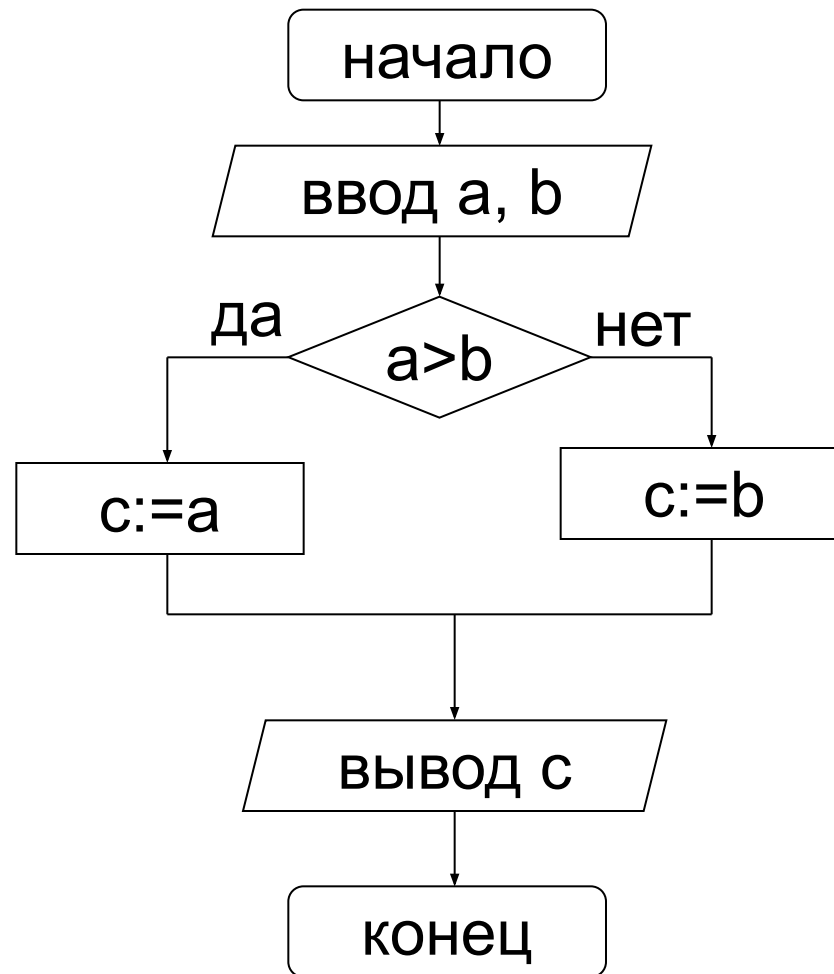 начало
ввод a, b
да
нет
a>b
c:=a
c:=b
вывод c
конец